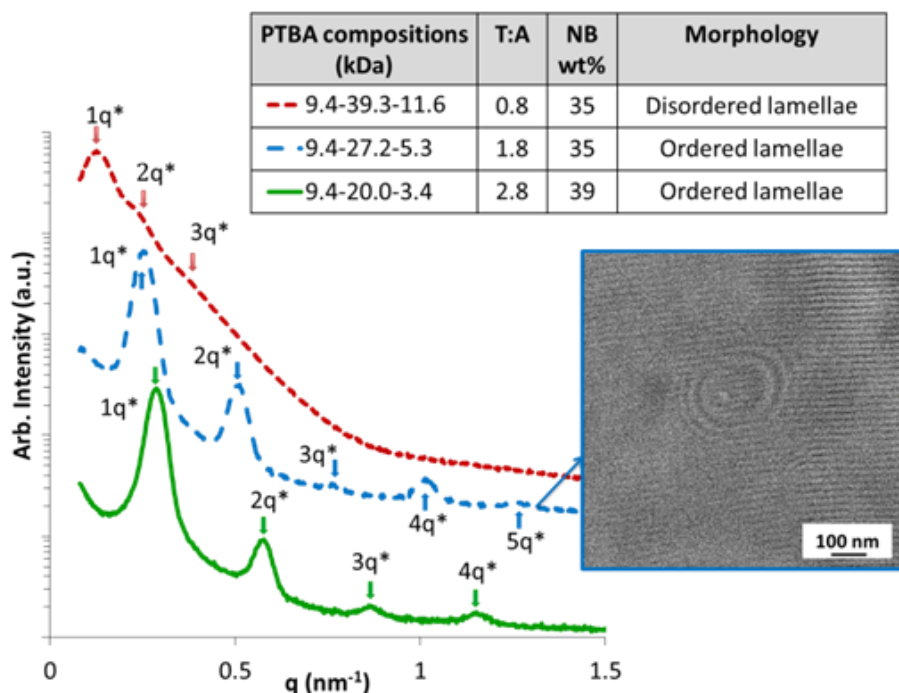 PTBA compositions (kDa) T:A NB wt% Morphology
9.4-39.3-11.6 0.8 35 Disordered lamellae
9.4-27.2-5.3 1.8 35 Ordered lamellae
9.4-20.0-3.4 2.8 39 Ordered lamellae
1q*
2q*
3q*
1q*
2q*
3q*
4q*
5q*
1q*
2q*
3q*
4q*
100 nm
Arb. Intensity (a.u.)
0 0.5 1 1.5
q (nm⁻¹)